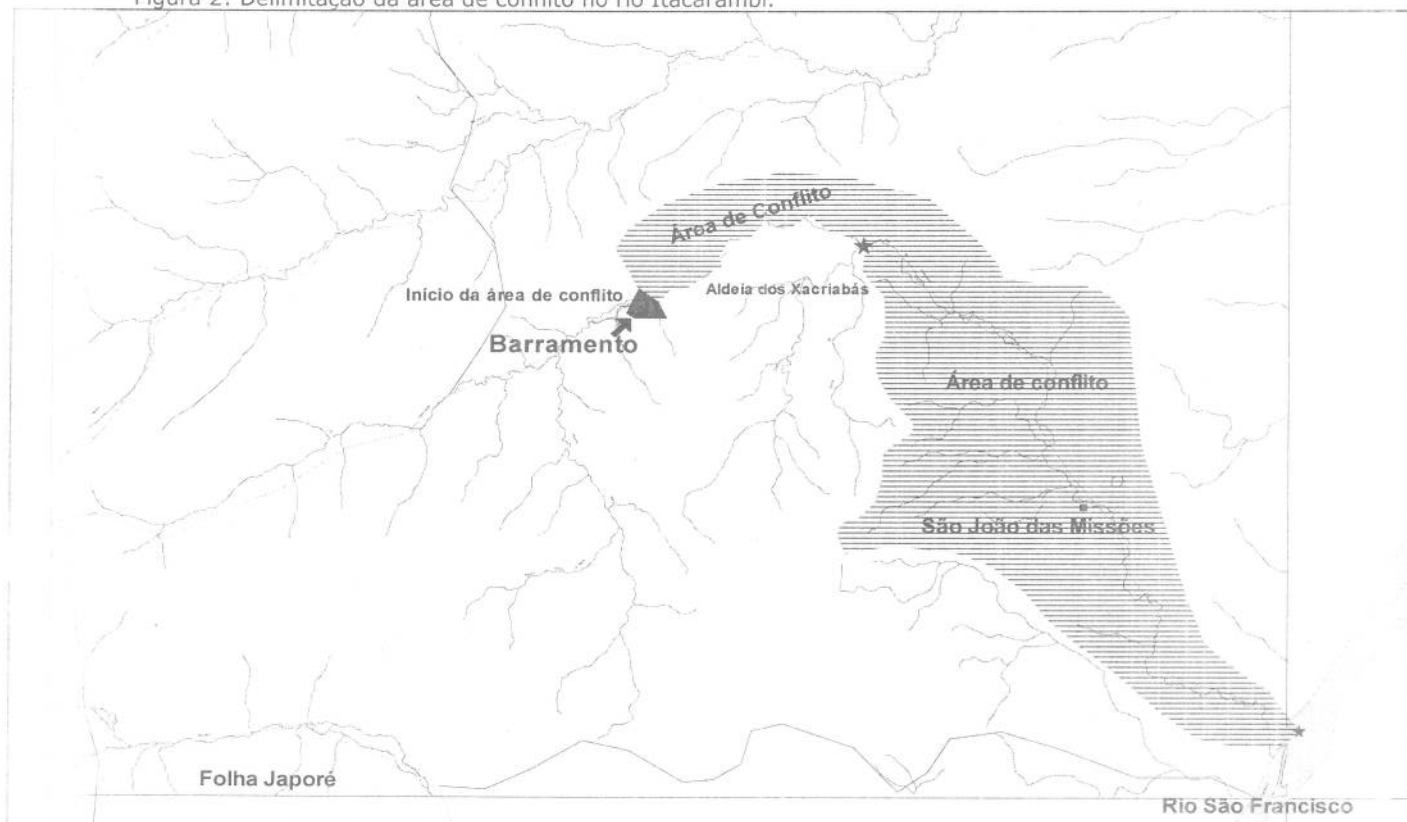 Figura 2: Delimitação da área de conflito no rio Itacarambi.
Área de Conflito
Início da área de conflito
Aldeia dos Xacriabás
Barramento
Área de conflito
São João das Missões
Folha Japoré
Rio São Francisco